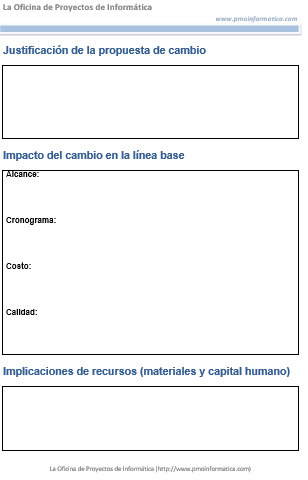 La Oficina de Proyectos de Informática
www.pmoinformatica.com
Justificación de la propuesta de cambio
Impacto del cambio en la línea base
Alcance:
Cronograma:
Costo:
Calidad:
Implicaciones de recursos (materiales y capital humano)
La Oficina de Proyectos de Informática (http://www.pmoinformatica.com)